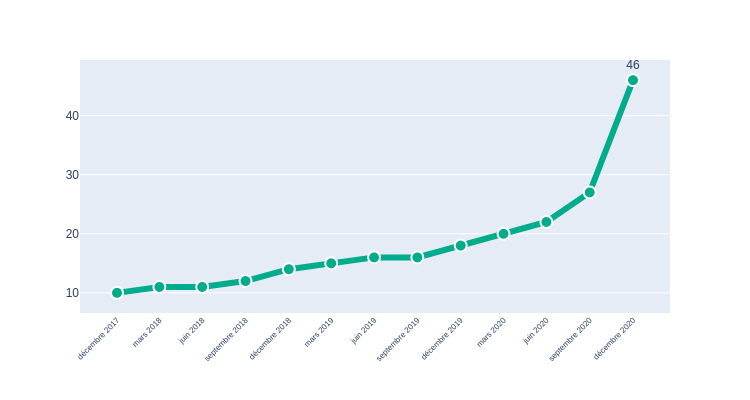 46
40
30
20
10
décembre 2017
mars 2018
juin 2018
septembre 2018
décembre 2018
mars 2019
juin 2019
septembre 2019
décembre 2019
mars 2020
juin 2020
septembre 2020
décembre 2020